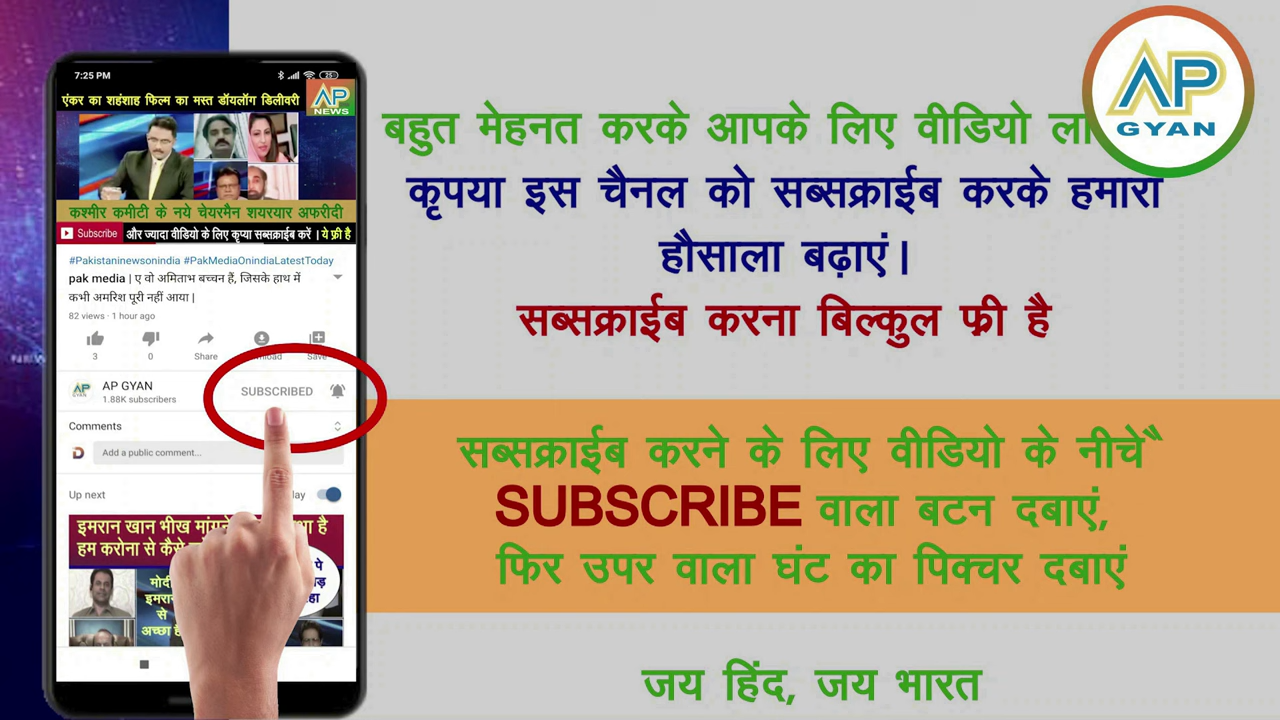 7:25 PM
25
एंकर का शहंशाह फिल्म का मस्त डॉयलॉग डिलीवरी
AP
NEWS
कश्मीर कमीटी के नये चेयरमैन शयरयार अफरीदी
Subscribe और ज्यादा वीडियो के लिए कृप्या सब्सक्राईब करें । ये फ्री है
#PakistaninewsonIndia #PakMediaOnIndiaLatestToday
pak media | ए वो अमिताभ बच्चन हैं, जिसके हाथ में
कभी अमरिश पूरी नहीं आया |
82 views · 1 hour ago
3 0 Share Save
AP GYAN
1.88K subscribers
SUBSCRIBED
Comments
Add a public comment...
Up next
इमरान खान भीख है
हम करोना से
मोदी
से
अच्छा
AP
GYAN
बहुत मेहनत करके आपके लिए वीडियो
कृपया इस चैनल को सब्सक्राईब करके हमारा
हौसाला बढ़ाएं।
सब्सक्राईब करना बिल्कुल फ्री है
सब्सक्राईब करने के लिए वीडियो के नीचे
SUBSCRIBE वाला बटन दबाएं,
फिर उपर वाला घंट का पिक्चर दबाएं
जय हिंद, जय भारत